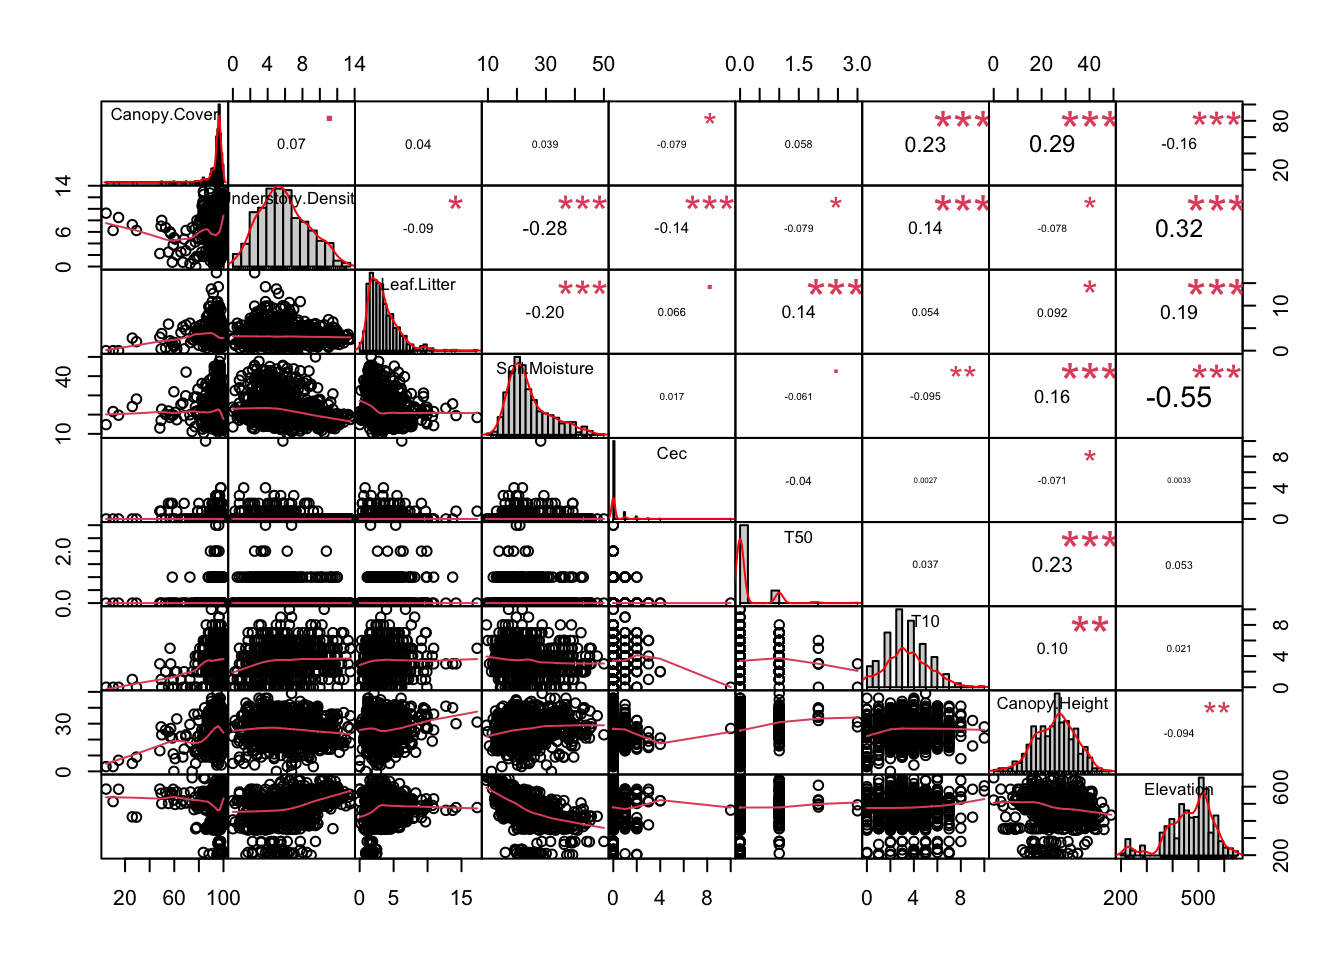 0 4 8 14 10 30 50 0.0 1.5 3.0 0 20 40
Canopy.Cover 0.07 0.04 0.039 * -0.079 0.058 *** 0.23 *** 0.29 *** -0.16 20 80
14 6 0 Understory.Densit * -0.09 *** -0.28 *** -0.14 * -0.079 *** 0.14 * -0.078 *** 0.32
Leaf.Litter *** -0.20 0.066 *** 0.14 0.054 * 0.092 *** 0.19 0 10
40 10 Soil.Moisture 0.017 -0.061 ** -0.095 *** 0.16 *** -0.55
Cec -0.04 0.0027 * -0.071 0.0033 0 4 8
2.0 0.0 T50 0.037 *** 0.23 0.053
T10 ** 0.10 0.021 0 4 8
30 0 Canopy.Height ** -0.094
Elevation 200 600
20 60 100 0 5 15 0 4 8 0 4 8 200 500